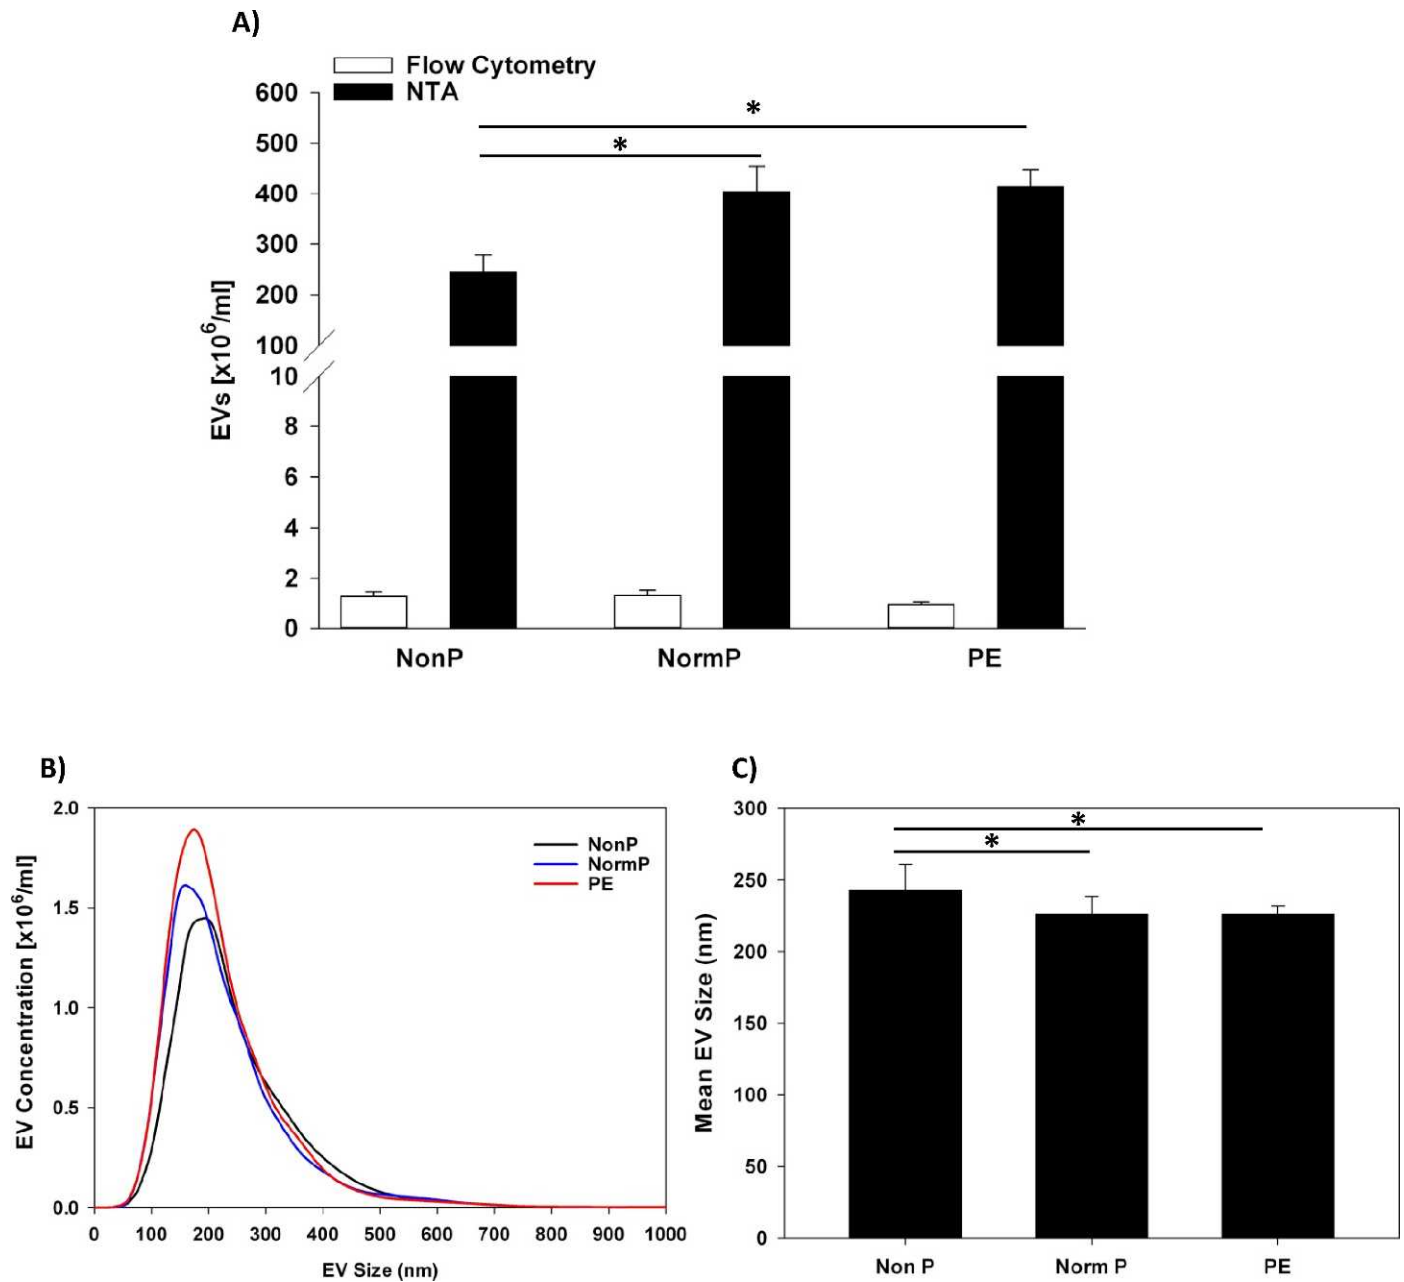 A)
Flow Cytometry
NTA
600
500
400
300
200
100
10
8
6
4
2
0
EVs [x10⁶/ml]
*
*
NonP NormP PE
B)
2.0
1.5
1.0
0.5
0.0
EV Concentration [x10⁶/ml]
NonP
NormP
PE
0 100 200 300 400 500 600 700 800 900 1000
EV Size (nm)
C)
300
250
200
150
100
50
0
Mean EV Size (nm)
*
*
Non P Norm P PE